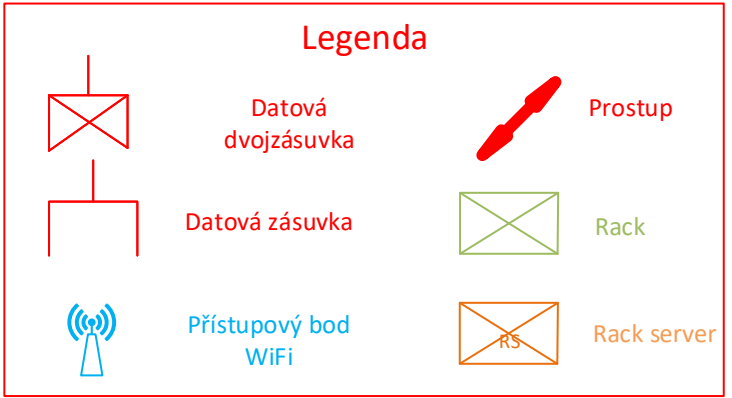 Legenda
Datová
dvojzásuvka
Prostup
Datová zásuvka
Rack
Přístupový bod
WiFi
RS
Rack server